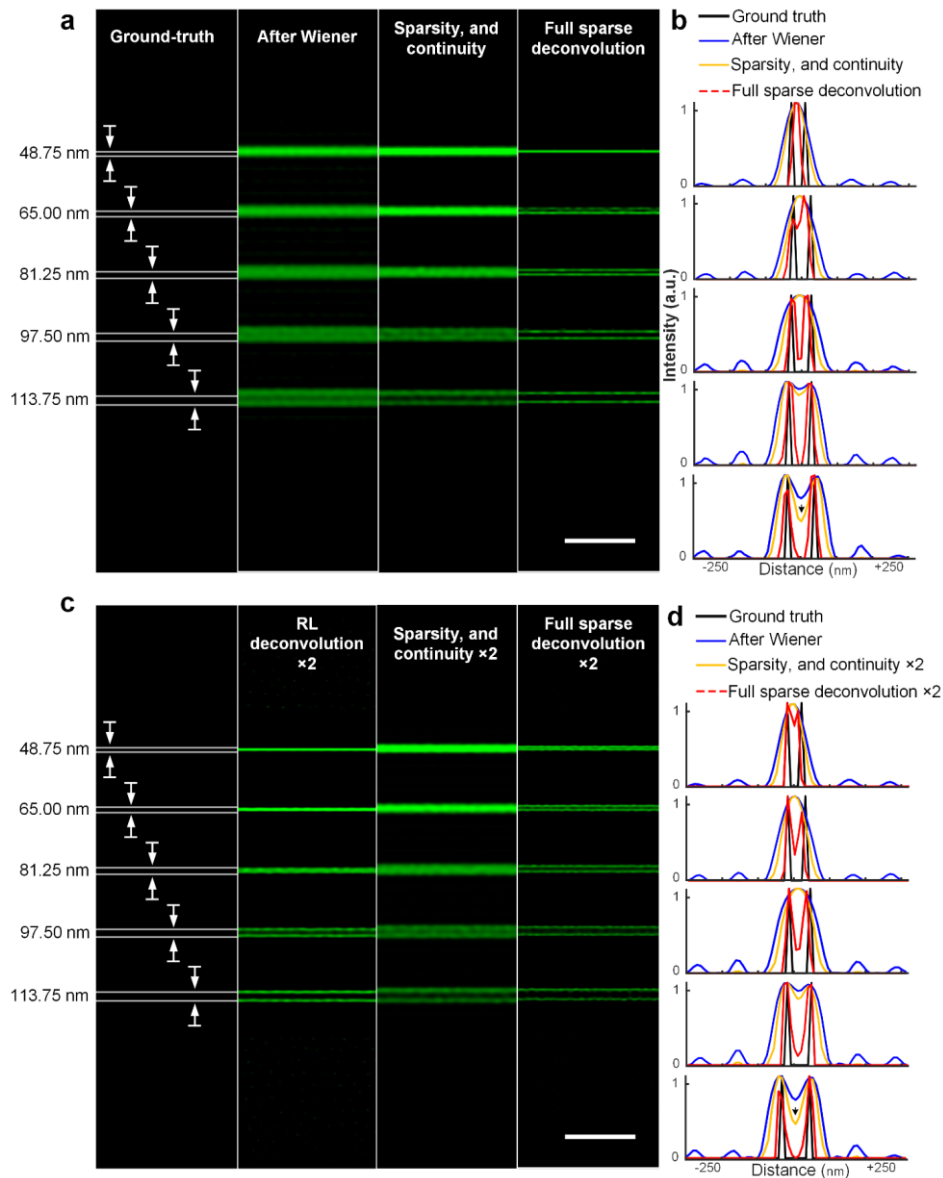 a
Ground-truth
After Wiener
Sparsity, and
continuity
Full sparse
deconvolution
48.75 nm
65.00 nm
81.25 nm
97.50 nm
113.75 nm
b
Ground truth
After Wiener
Sparsity, and continuity
Full sparse deconvolution
1
0
1
0
1
0
1
0
1
0
Intensity (a.u.)
-250
Distance (nm)
+250
c
RL
deconvolution
×2
Sparsity, and
continuity ×2
Full sparse
deconvolution
×2
48.75 nm
65.00 nm
81.25 nm
97.50 nm
113.75 nm
d
Ground truth
After Wiener
Sparsity, and continuity ×2
Full sparse deconvolution ×2
1
0
1
0
1
0
1
0
1
0
-250
Distance (nm)
+250